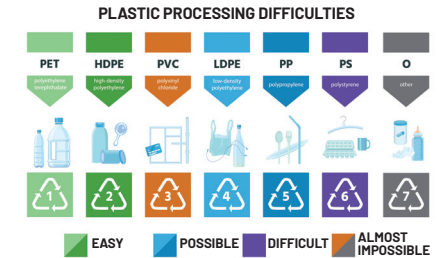 PLASTIC PROCESSING DIFFICULTIES
PET HDPE PVC LDPE PP PS O
polyethylene terephthalate
high-density polyethylene
polyvinyl chloride
low-density polyethylene
polypropylene
polystyrene
other
1 2 3 4 5 6 7
EASY POSSIBLE DIFFICULT ALMOST IMPOSSIBLE